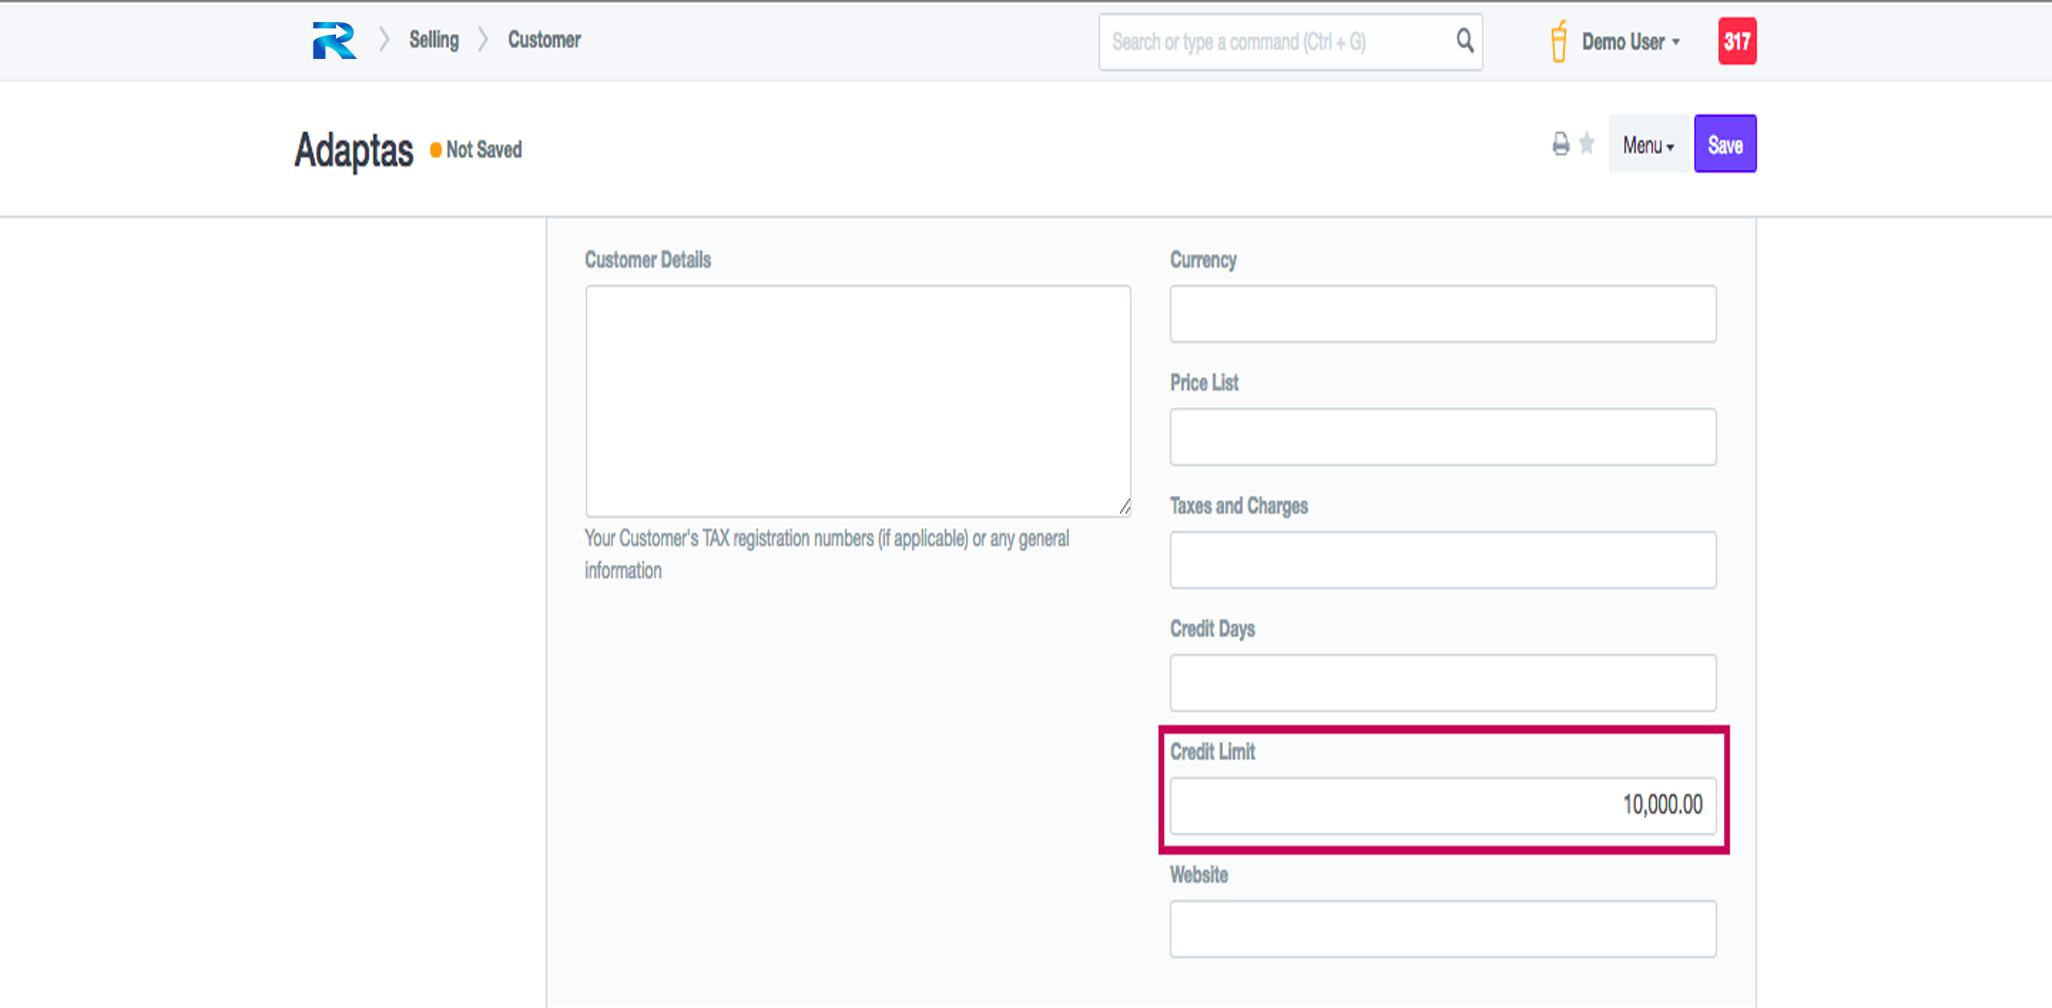 Selling
Customer
Search or type a command (Ctrl + G)
Demo User
317
Adaptas
Not Saved
Menu
Save
Customer Details
Your Customer's TAX registration numbers (if applicable) or any general
information
Currency
Price List
Taxes and Charges
Credit Days
Credit Limit
10,000.00
Website